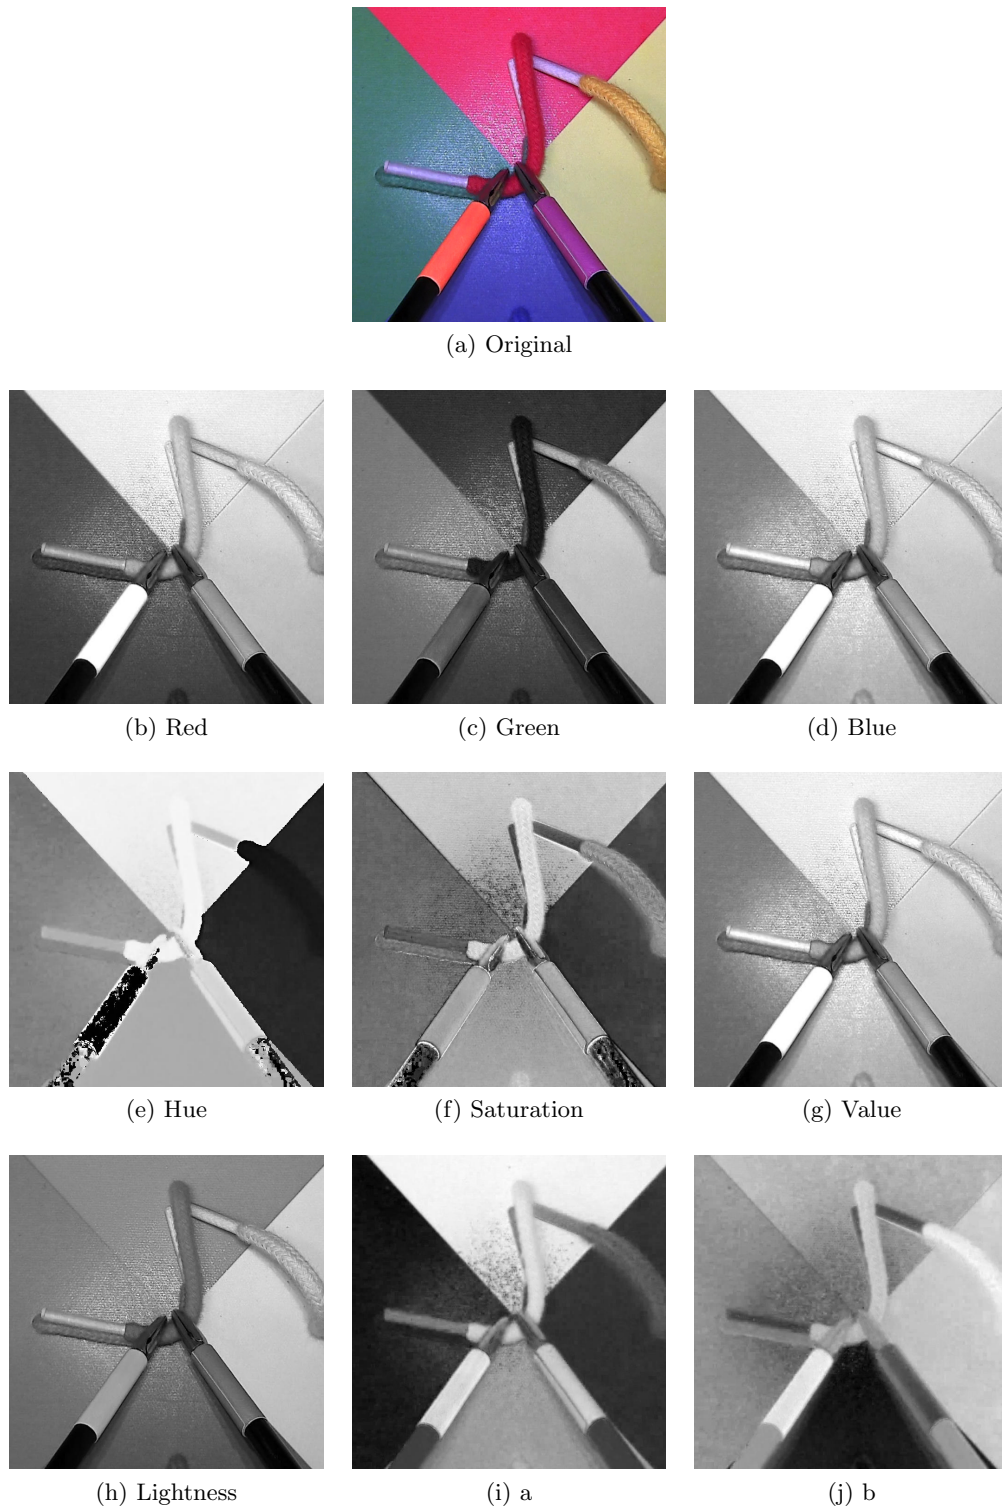 (a) Original
(b) Red
(c) Green
(d) Blue
(e) Hue
(f) Saturation
(g) Value
(h) Lightness
(i) a
(j) b